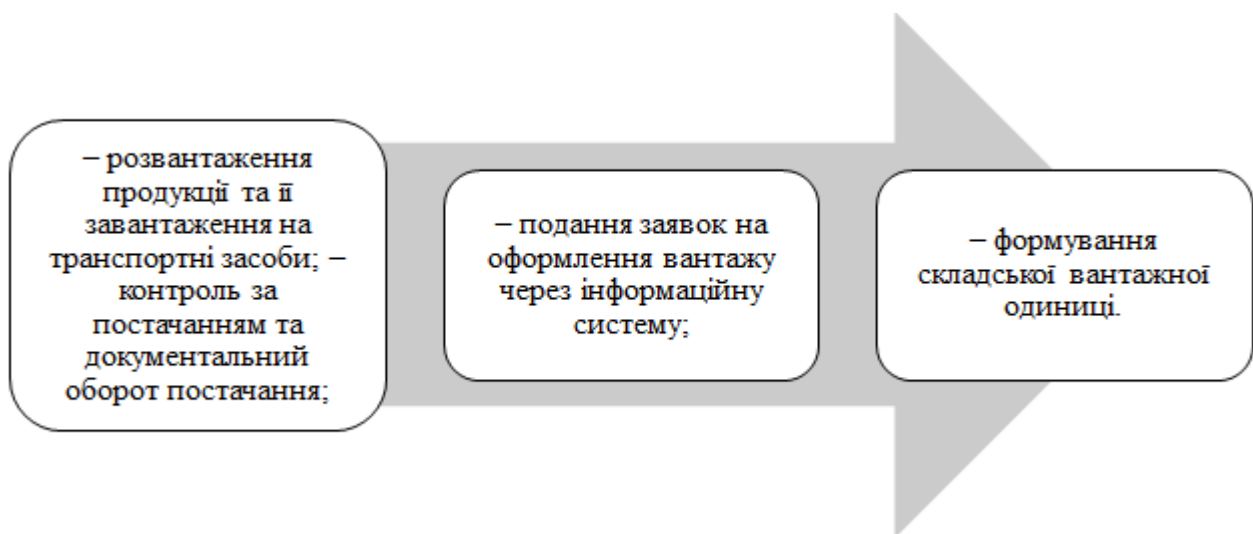 – розвантаження
продукції та її
завантаження на
транспортні засоби; –
контроль за
постачанням та
документальний
оборот постачання;
– подання заявок на
оформлення вантажу
через інформаційну
систему;
– формування
складської вантажної
одиниці.